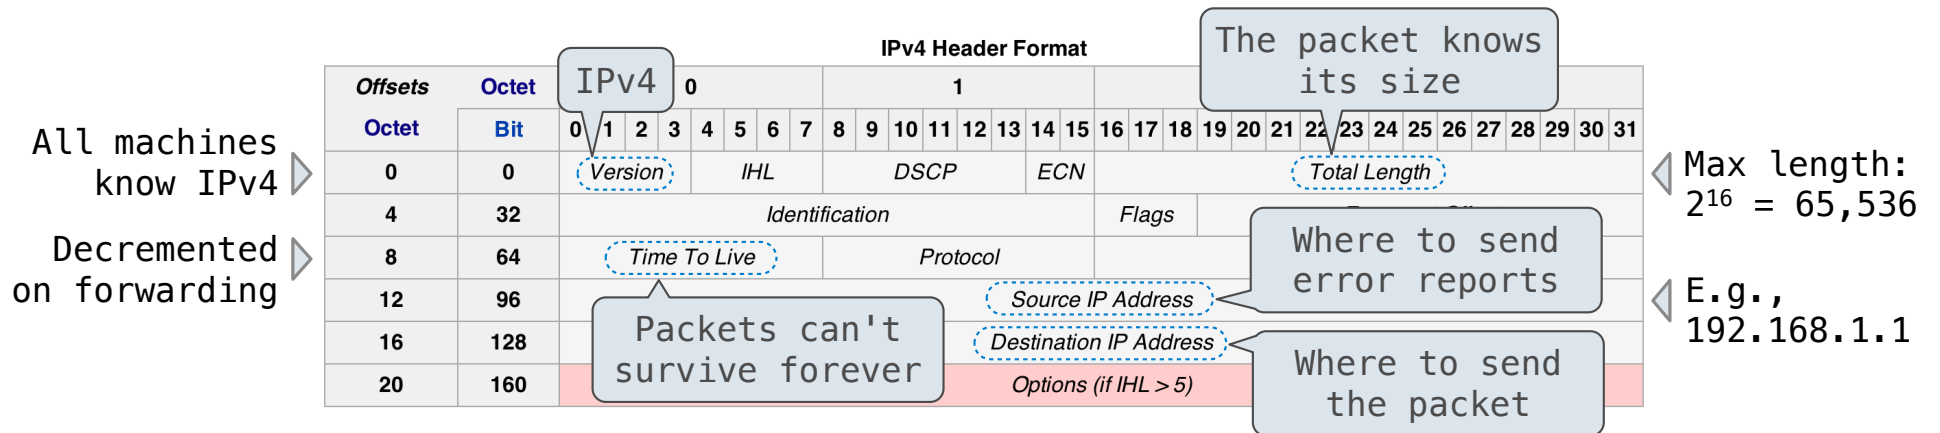 IPv4 Header Format
The packet knows
its size
IPv4
Offsets Octet 0 1
Octet Bit 0 1 2 3 4 5 6 7 8 9 10 11 12 13 14 15 16 17 18 19 20 21 22 23 24 25 26 27 28 29 30 31
All machines
know IPv4
0 0 Version IHL DSCP ECN Total Length
Max length:
2¹⁶ = 65,536
4 32 Identification Flags
Decremented
on forwarding
8 64 Time To Live Protocol
Where to send
error reports
12 96 Source IP Address
E.g.,
192.168.1.1
Packets can't
survive forever
16 128 Destination IP Address
Where to send
the packet
20 160 Options (if IHL > 5)